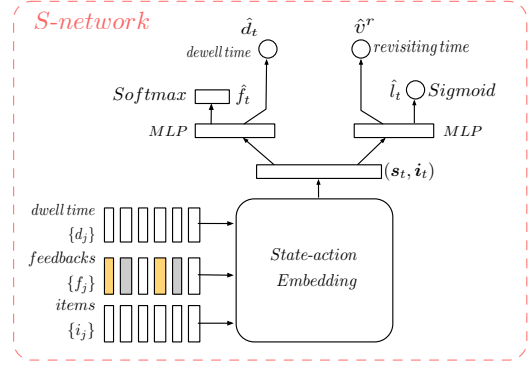 S-network
d̂_t
v̂^r
dewell time
revisiting time
Softmax
f̂_t
l̂_t
Sigmoid
MLP
MLP
(s_t, i_t)
dwell time
{d_j}
State-action
Embedding
feedbacks
{f_j}
items
{i_j}